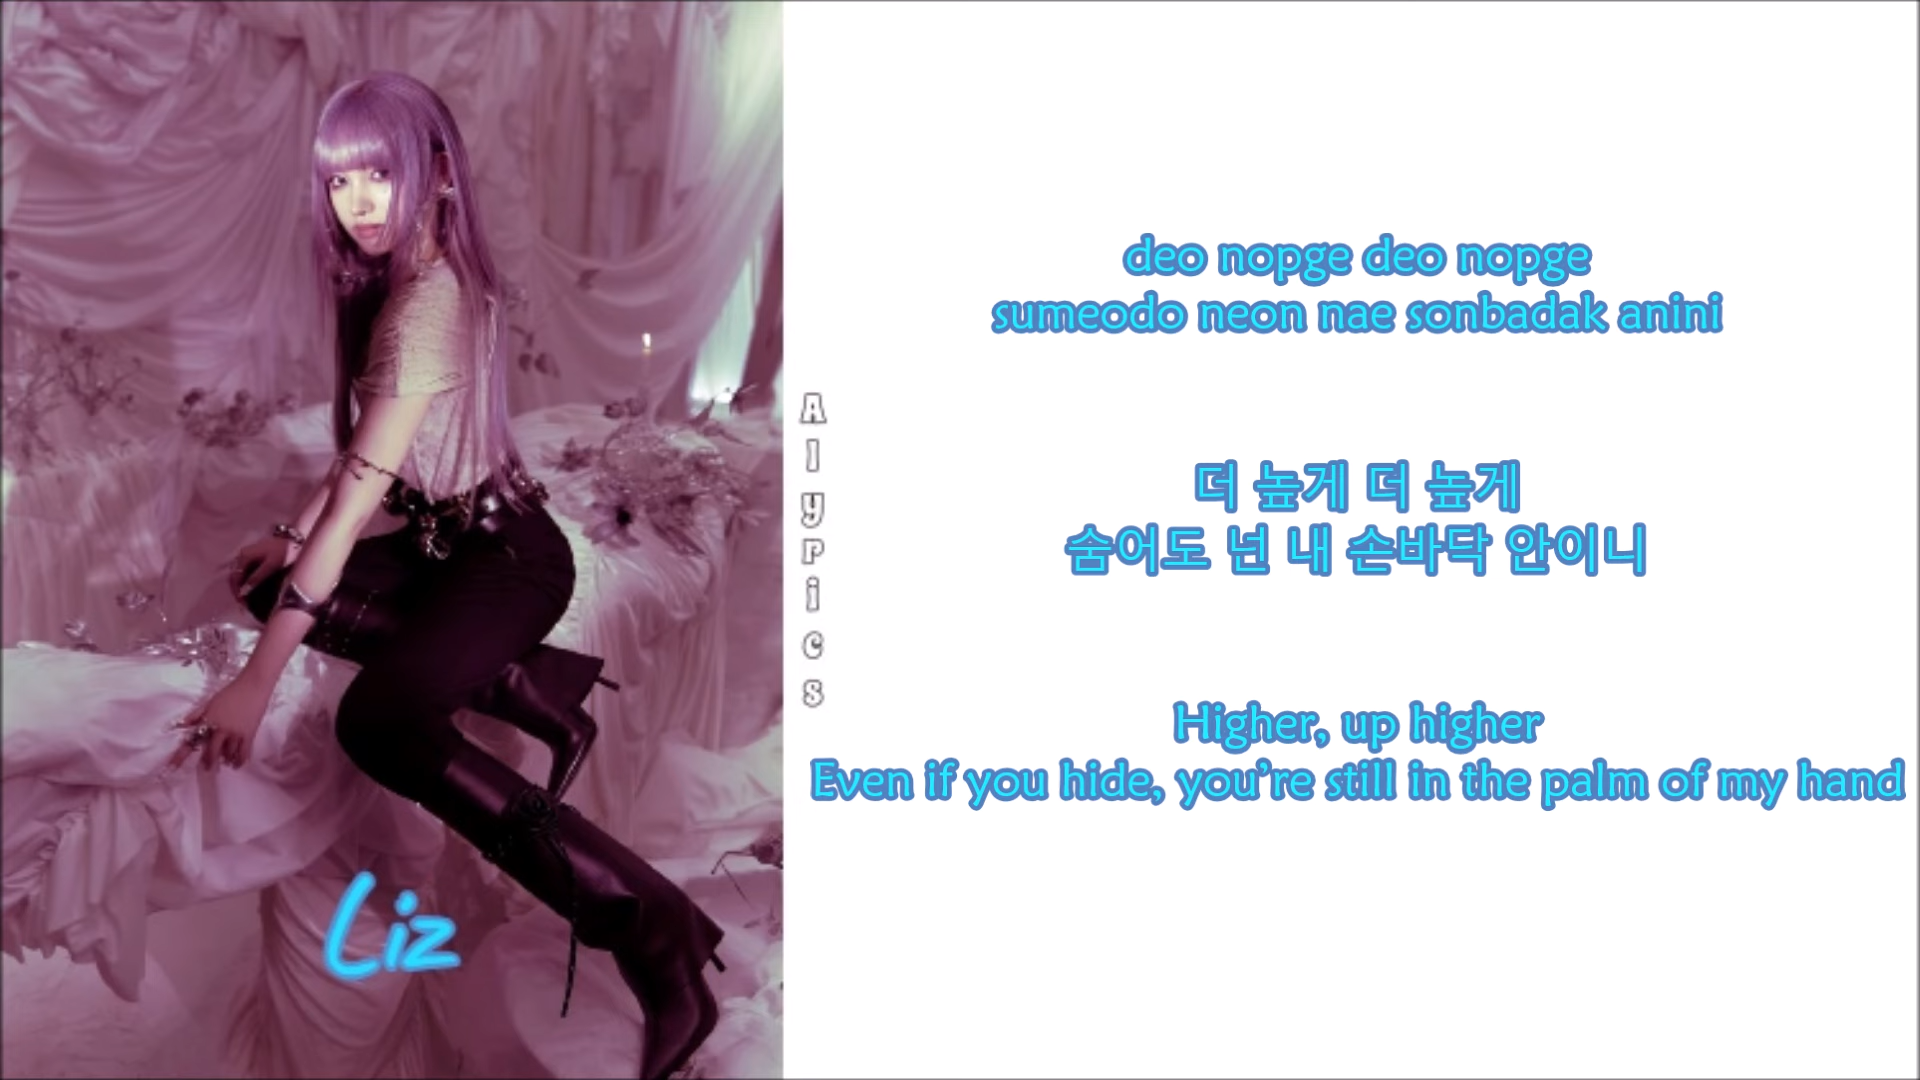 deo nopge deo nopge
sumeodo neon nae sonbadak anini
더 높게 더 높게
숨어도 넌 내 손바닥 안이니
Higher, up higher
Even if you hide, you're still in the palm of my hand
Alypics
Liz